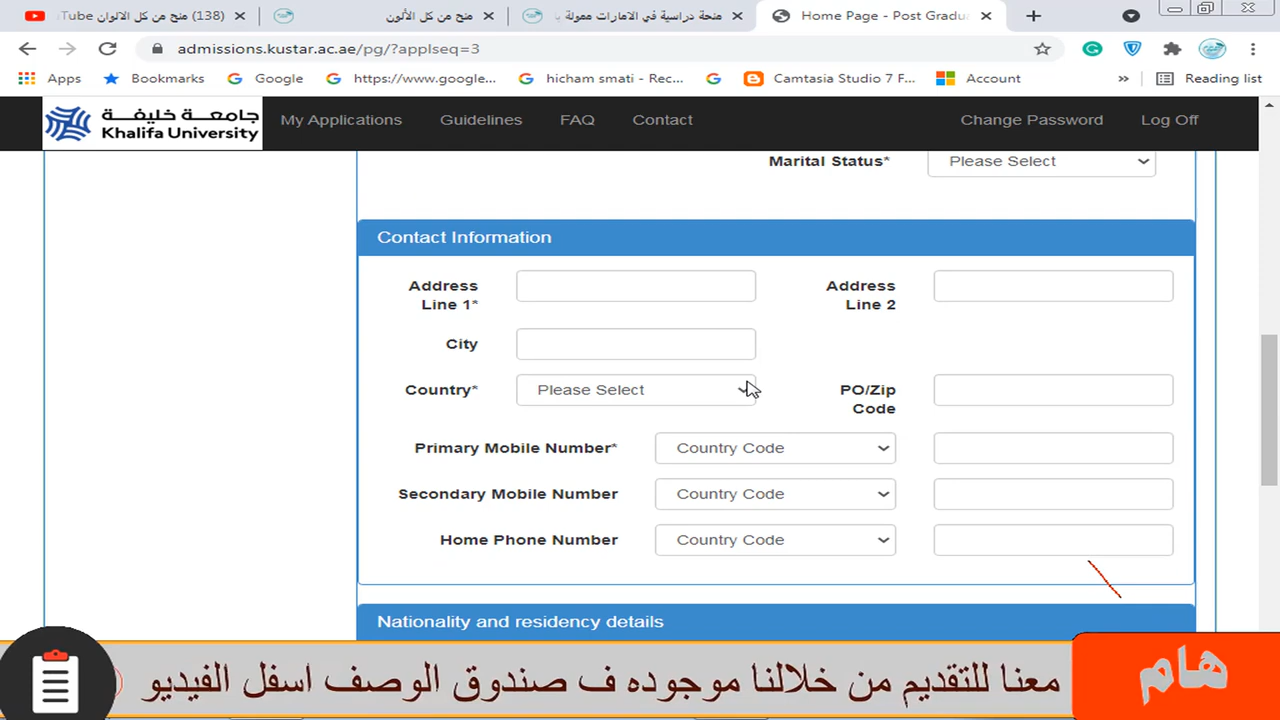 (138) منح من كل الالوان Tube
منح من كل الألون
منحة دراسية في الامارات ممولة با
Home Page - Post Gradu
admissions.kustar.ac.ae/pg/?applseq=3
Apps
Bookmarks
Google
https://www.google...
hicham smati - Rec...
Camtasia Studio 7 F...
Account
»
Reading list
جامعة خليفة
Khalifa University
My Applications
Guidelines
FAQ
Contact
Change Password
Log Off
Marital Status*
Please Select
Contact Information
Address
Line 1*
Address
Line 2
City
Country*
Please Select
PO/Zip
Code
Primary Mobile Number*
Country Code
Secondary Mobile Number
Country Code
Home Phone Number
Country Code
Nationality and residency details
هام
معنا للتقديم من خلالنا موجوده ف صندوق الوصف اسفل الفيديو